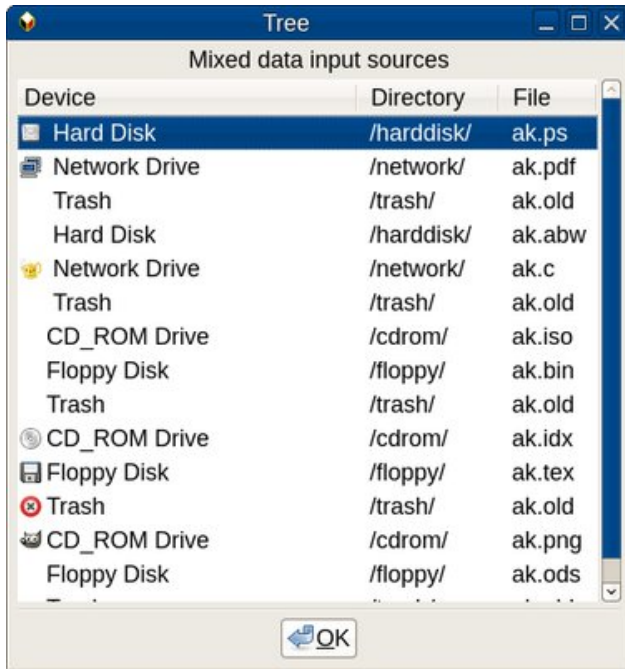 Tree
Mixed data input sources
Device Directory File
Hard Disk /harddisk/ ak.ps
Network Drive /network/ ak.pdf
Trash /trash/ ak.old
Hard Disk /harddisk/ ak.abw
Network Drive /network/ ak.c
Trash /trash/ ak.old
CD_ROM Drive /cdrom/ ak.iso
Floppy Disk /floppy/ ak.bin
Trash /trash/ ak.old
CD_ROM Drive /cdrom/ ak.idx
Floppy Disk /floppy/ ak.tex
Trash /trash/ ak.old
CD_ROM Drive /cdrom/ ak.png
Floppy Disk /floppy/ ak.ods
OK